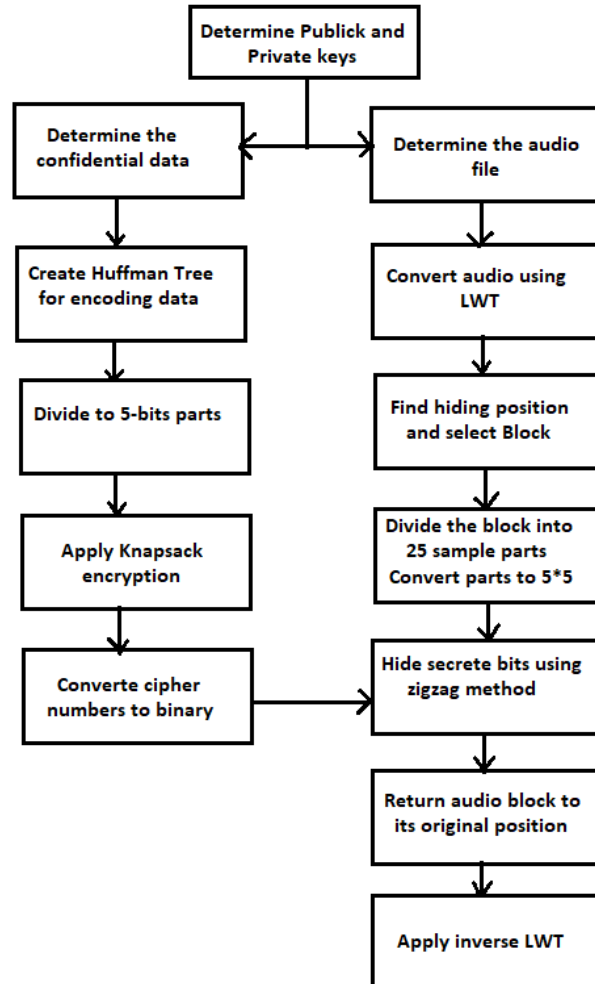 Determine Publick and
Private keys
Determine the
confidential data
Determine the audio
file
Create Huffman Tree
for encoding data
Convert audio using
LWT
Divide to 5-bits parts
Find hiding position
and select Block
Apply Knapsack
encryption
Divide the block into
25 sample parts
Convert parts to 5*5
Converte cipher
numbers to binary
Hide secrete bits using
zigzag method
Return audio block to
its original position
Apply inverse LWT